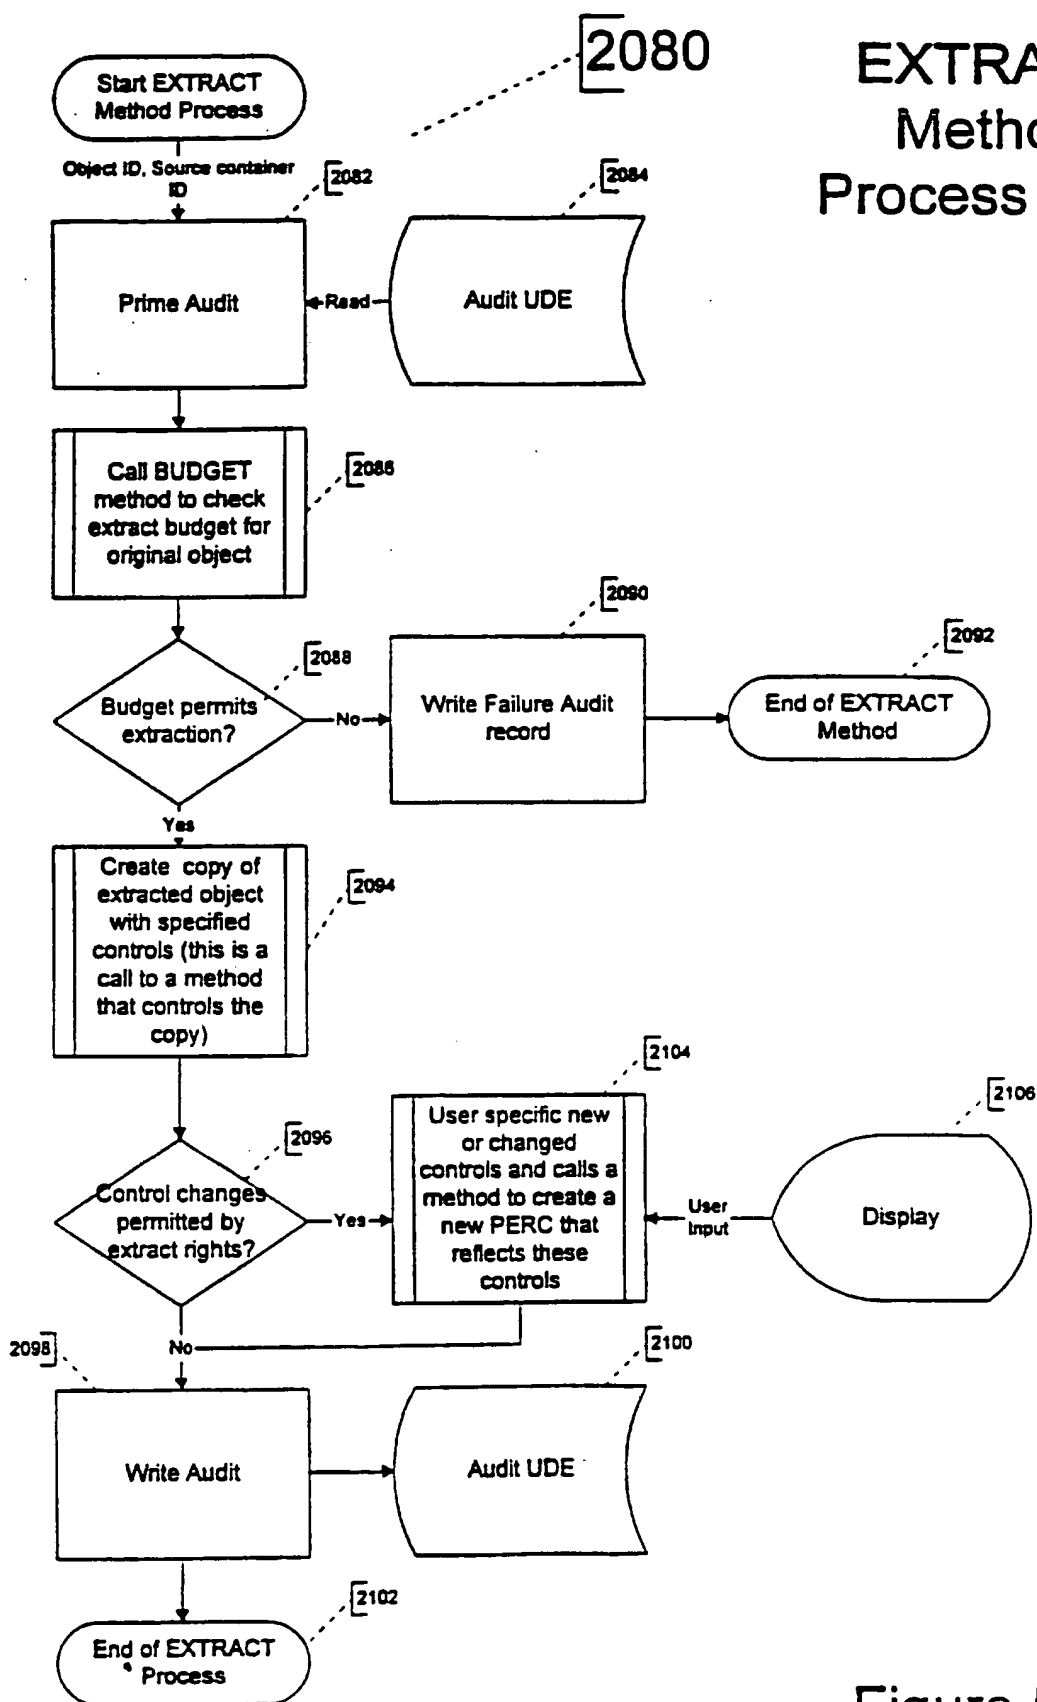 2080
EXTRA
Metho
Process
Start EXTRACT
Method Process
Object ID, Source container
ID
2082
2084
Prime Audit
Read
Audit UDE
Call BUDGET
method to check
extract budget for
original object
2086
2088
Budget permits
extraction?
No
2090
Write Failure Audit
record
2092
End of EXTRACT
Method
Yes
Create copy of
extracted object
with specified
controls (this is a
call to a method
that controls the
copy)
2094
2096
Control changes
permitted by
extract rights?
Yes
2104
User specific new
or changed
controls and calls a
method to create a
new PERC that
reflects these
controls
User
Input
2106
Display
No
2098
2100
Write Audit
Audit UDE
2102
End of EXTRACT
Process
Figure